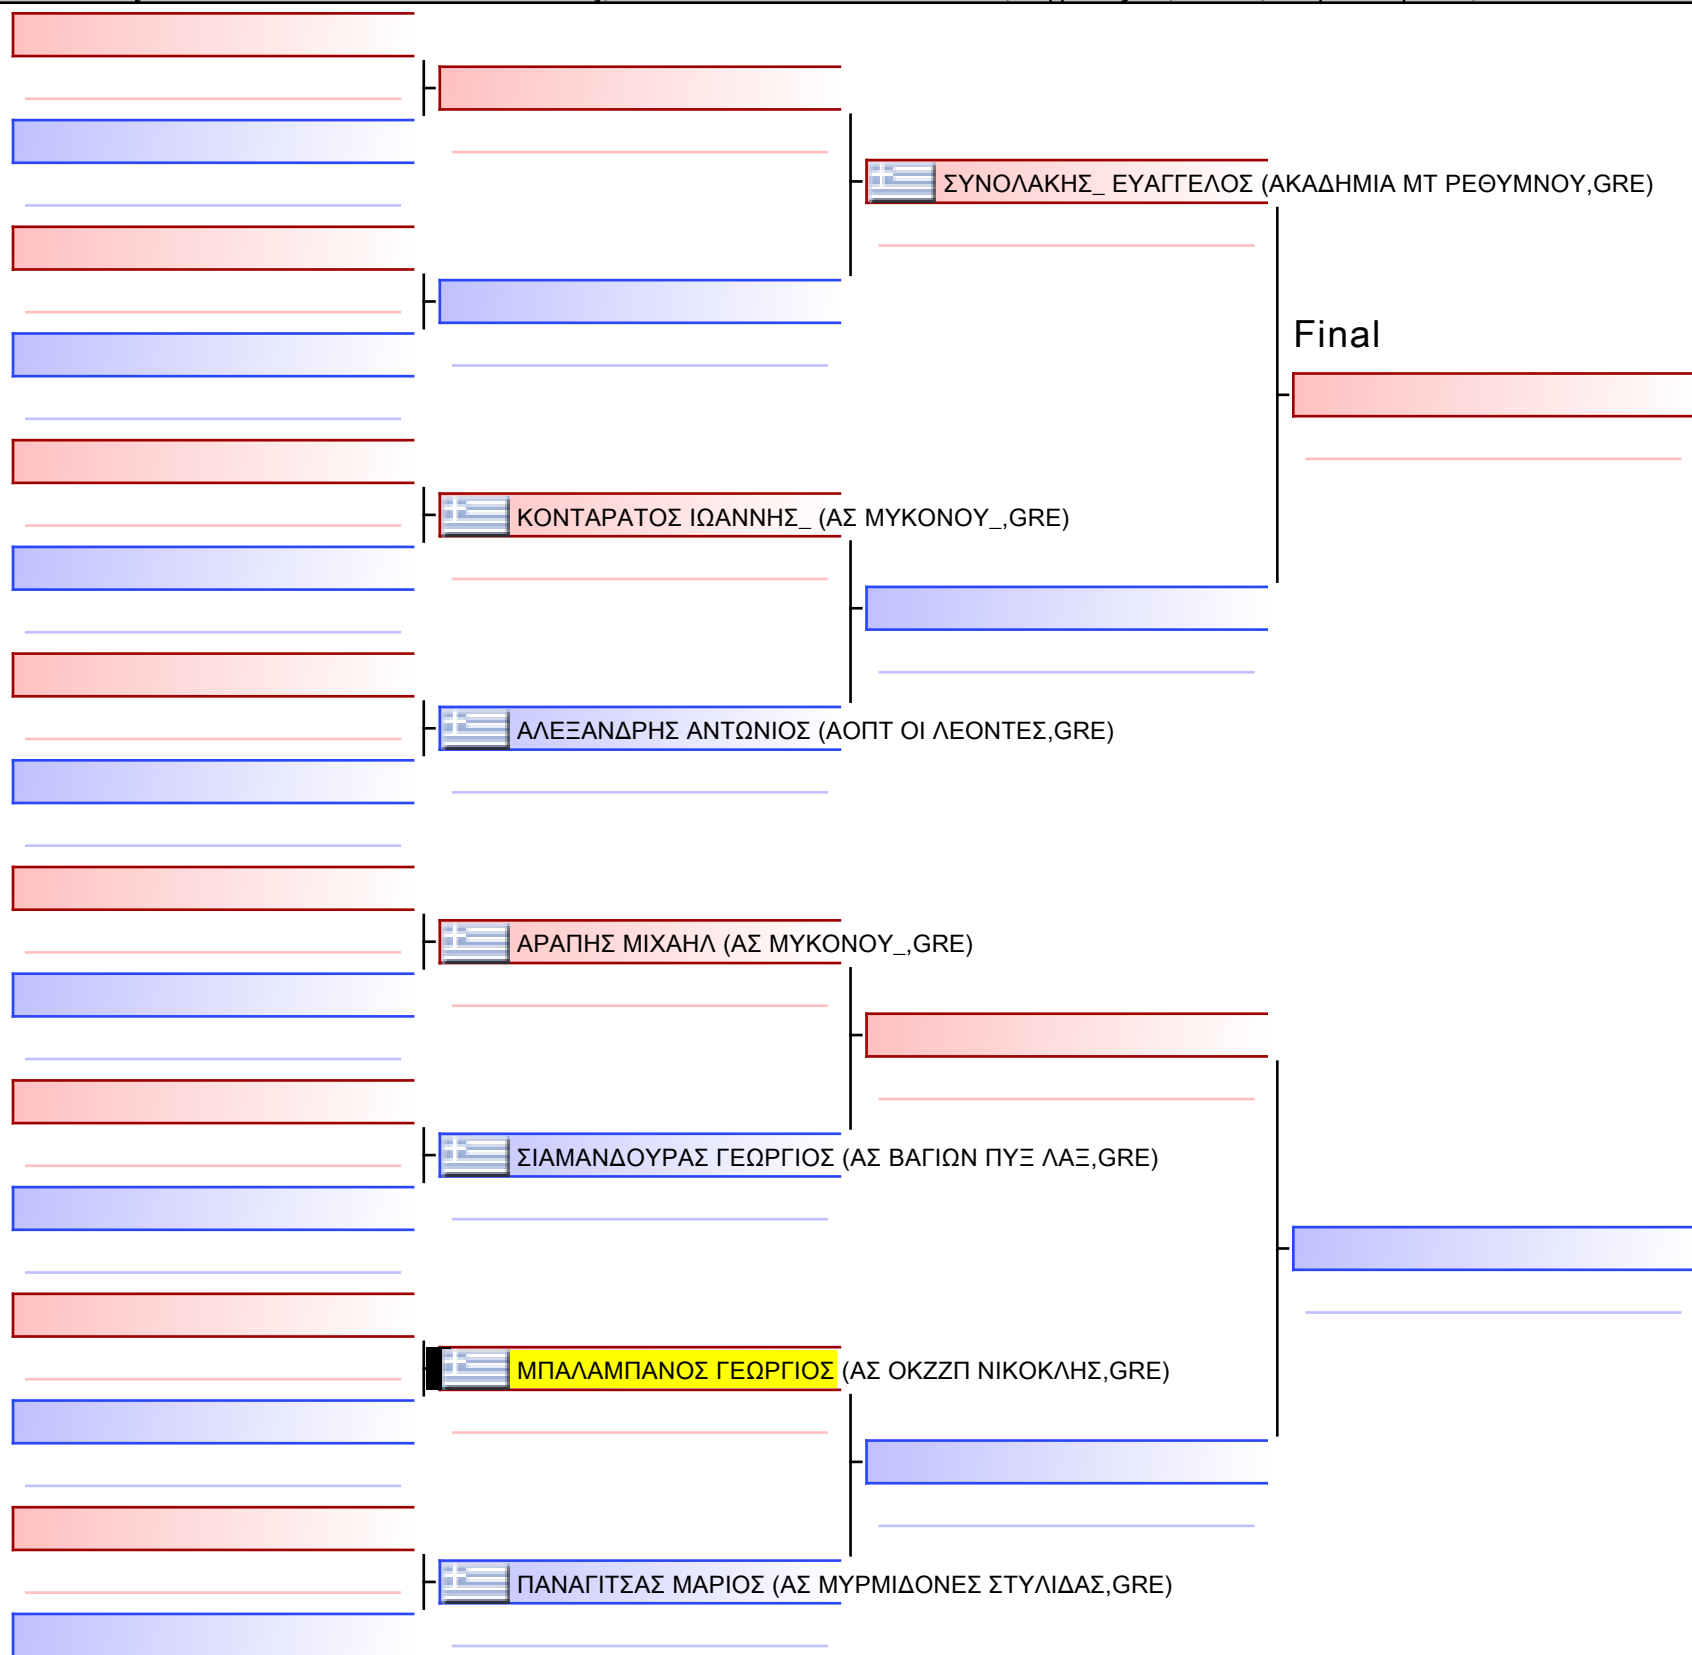 ΣΥΝΟΛΑΚΗΣ_ ΕΥΑΓΓΕΛΟΣ (ΑΚΑΔΗΜΙΑ ΜΤ ΡΕΘΥΜΝΟΥ,GRE)
Final
ΚΟΝΤΑΡΑΤΟΣ ΙΩΑΝΝΗΣ_ (ΑΣ ΜΥΚΟΝΟΥ_,GRE)
ΑΛΕΞΑΝΔΡΗΣ ΑΝΤΩΝΙΟΣ (ΑΟΠΤ ΟΙ ΛΕΟΝΤΕΣ,GRE)
ΑΡΑΠΗΣ ΜΙΧΑΗΛ (ΑΣ ΜΥΚΟΝΟΥ_,GRE)
ΣΙΑΜΑΝΔΟΥΡΑΣ ΓΕΩΡΓΙΟΣ (ΑΣ ΒΑΓΙΩΝ ΠΥΞ ΛΑΞ,GRE)
ΜΠΑΛΑΜΠΑΝΟΣ ΓΕΩΡΓΙΟΣ (ΑΣ ΟΚΖΖΠ ΝΙΚΟΚΛΗΣ,GRE)
ΠΑΝΑΓΙΤΣΑΣ ΜΑΡΙΟΣ (ΑΣ ΜΥΡΜΙΔΟΝΕΣ ΣΤΥΛΙΔΑΣ,GRE)